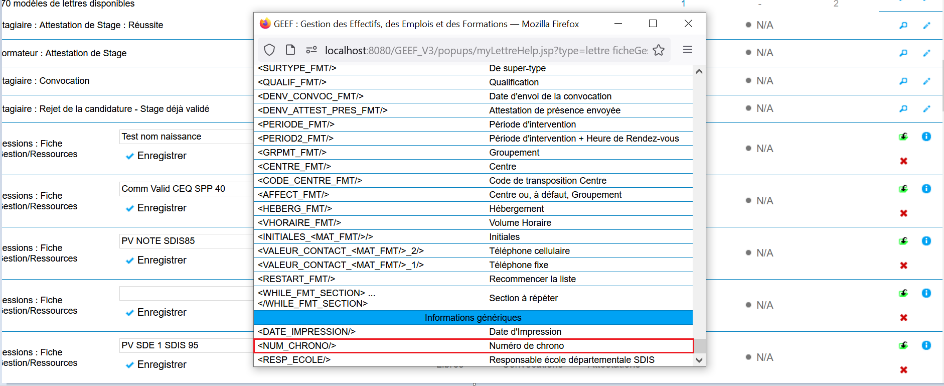 70 modèles de lettres disponibles
1 - 2
tagiaire : Attestation de Stage : Réussite
N/A
ormateur : Attestation de Stage
N/A
tagiaire : Convocation
N/A
tagiaire : Rejet de la candidature - Stage déjà validé
N/A
essions : Fiche
Gestion/Ressources
Test nom naissance
Enregistrer
N/A
essions : Fiche
Gestion/Ressources
Comm Valid CEQ SPP 40
Enregistrer
N/A
essions : Fiche
Gestion/Ressources
PV NOTE SDIS85
Enregistrer
N/A
essions : Fiche
Gestion/Ressources
Enregistrer
N/A
essions : Fiche
Gestion/Ressources
PV SDE 1 SDIS 95
Enregistrer
N/A
GEEF : Gestion des Effectifs, des Emplois et des Formations — Mozilla Firefox
localhost:8080/GEEF_V3/popups/myLettreHelp.jsp?type=lettre ficheGes
<SURTYPE_FMT/> De super-type
<QUALIF_FMT/> Qualification
<DENV_CONVOC_FMT/> Date d'envoi de la convocation
<DENV_ATTEST_PRES_FMT/> Attestation de présence envoyée
<PERIODE_FMT/> Période d'intervention
<PERIOD2_FMT/> Période d'intervention + Heure de Rendez-vous
<GRPMT_FMT/> Groupement
<CENTRE_FMT/> Centre
<CODE_CENTRE_FMT/> Code de transposition Centre
<AFFECT_FMT/> Centre ou, à défaut, Groupement
<HEBERG_FMT/> Hébergement
<VHORAIRE_FMT/> Volume Horaire
<INITIALES_<MAT_FMT/>/> Initiales
<VALEUR_CONTACT_<MAT_FMT/>_2/> Téléphone cellulaire
<VALEUR_CONTACT_<MAT_FMT/>_1/> Téléphone fixe
<RESTART_FMT/> Recommencer la liste
<WHILE_FMT_SECTION> ...
</WHILE_FMT_SECTION> Section à répéter
Informations génériques
<DATE_IMPRESSION/> Date d'Impression
<NUM_CHRONO/> Numéro de chrono
<RESP_ECOLE/> Responsable école départementale SDIS